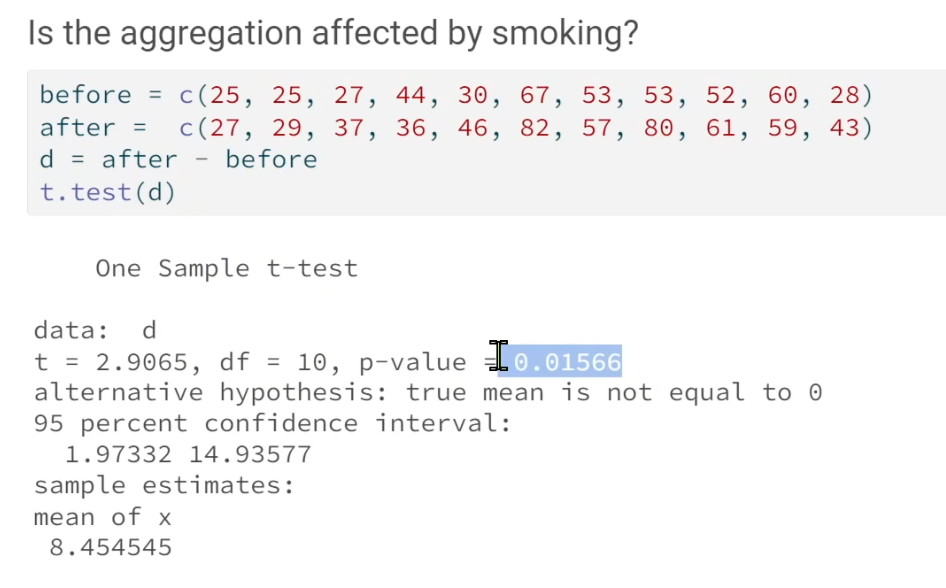 Is the aggregation affected by smoking?
before = c(25, 25, 27, 44, 30, 67, 53, 53, 52, 60, 28)
after =  c(27, 29, 37, 36, 46, 82, 57, 80, 61, 59, 43)
d = after - before
t.test(d)
One Sample t-test
data:  d
t = 2.9065, df = 10, p-value = 0.01566
alternative hypothesis: true mean is not equal to 0
95 percent confidence interval:
1.97332 14.93577
sample estimates:
mean of x
8.454545